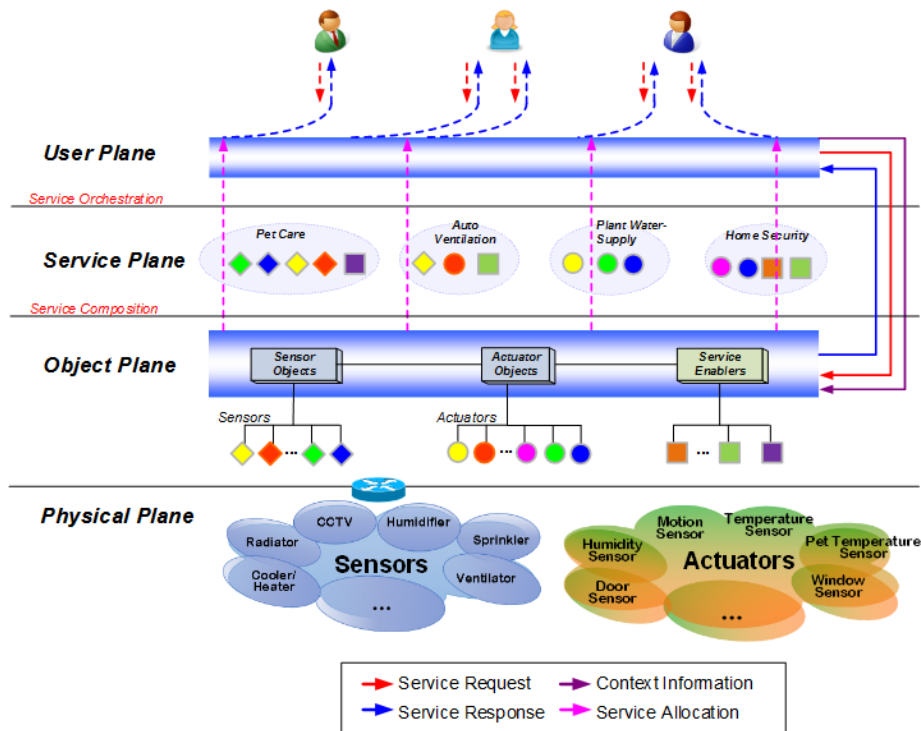 User Plane
Service Orchestration
Pet Care
Auto
Ventilation
Plant Water-
Supply
Home Security
Service Plane
Service Composition
Object Plane
Sensor
Objects
Actuator
Objects
Service
Enablers
Sensors
...
Actuators
...
...
Physical Plane
CCTV
Humidifier
Radiator
Sprinkler
Sensors
Cooler/
Heater
Ventilator
...
Motion
Sensor
Temperature
Sensor
Humidity
Sensor
Pet Temperature
Sensor
Actuators
Door
Sensor
Window
Sensor
...
Service Request
Context Information
Service Response
Service Allocation